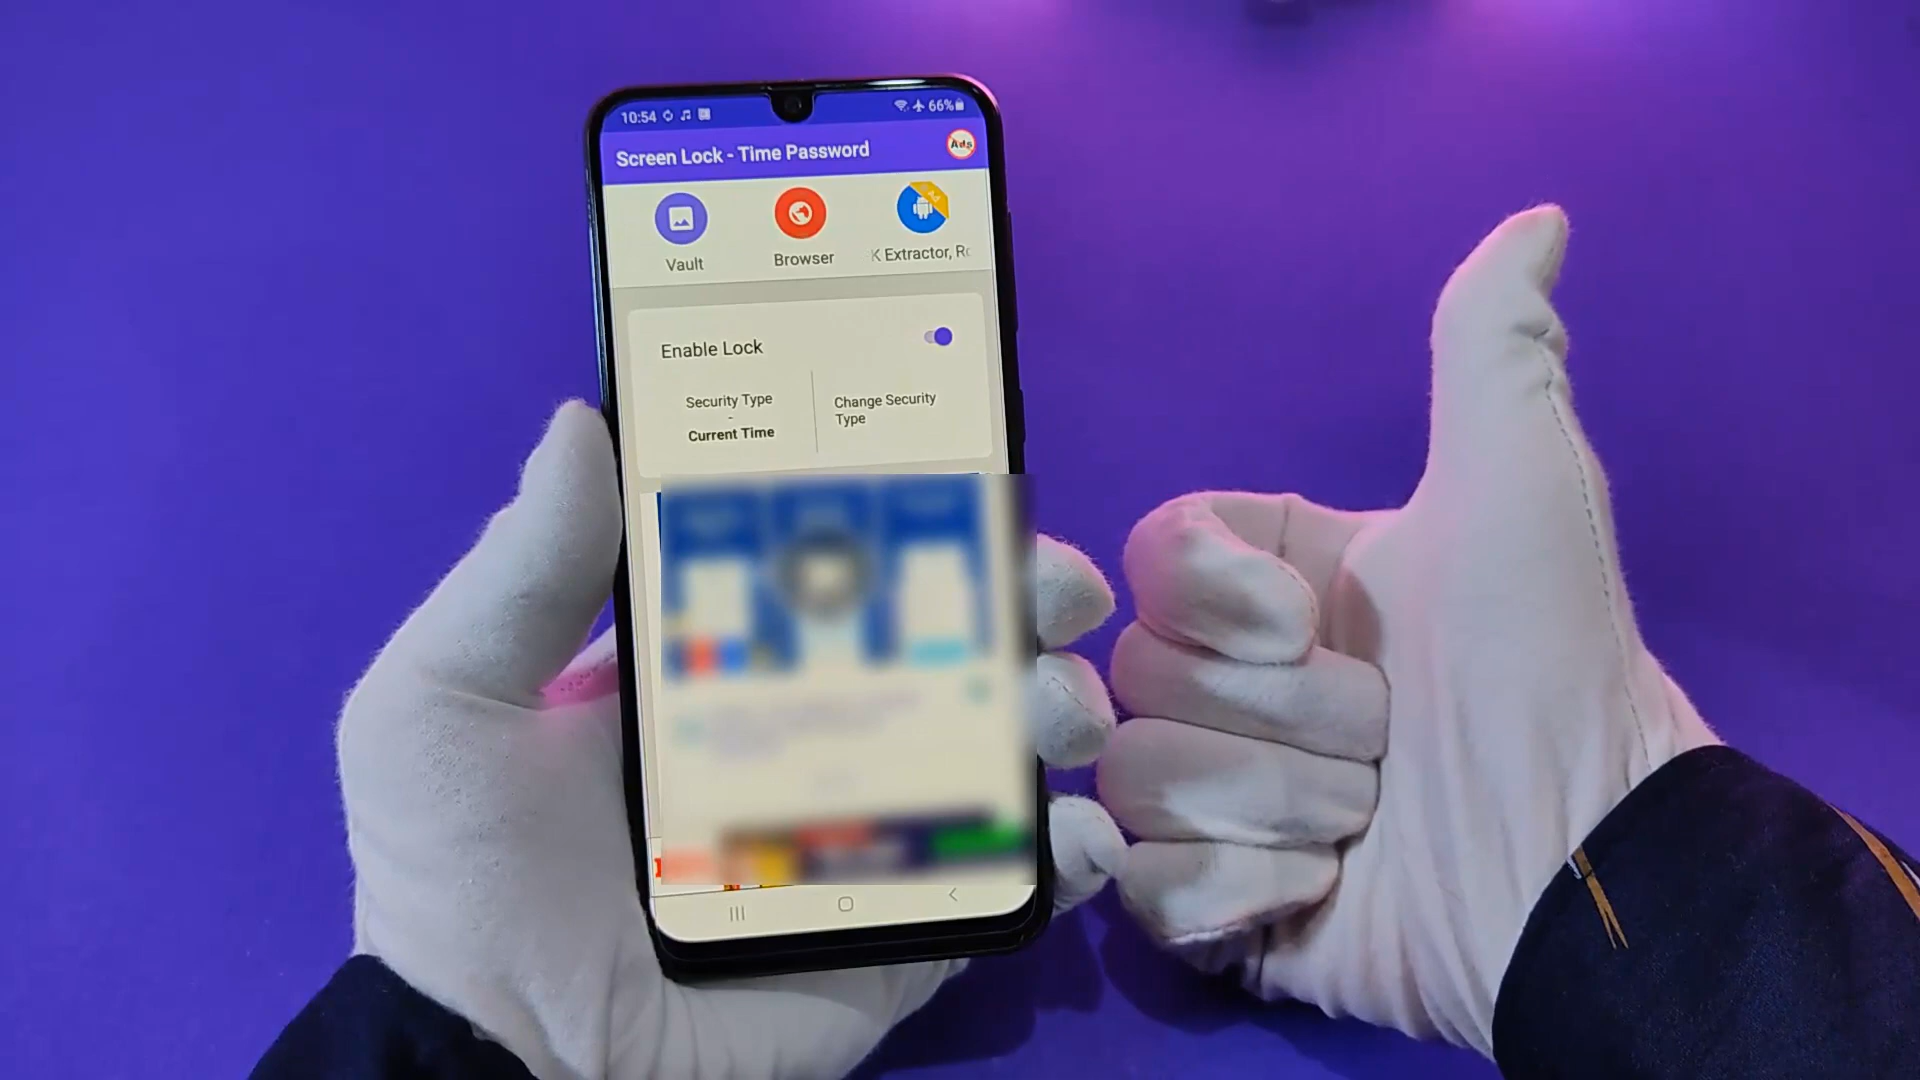 10:54
66%
Screen Lock - Time Password
Ads
Vault
Browser
K Extractor, R
Ad
Enable Lock
Security Type
-
Current Time
Change Security
Type